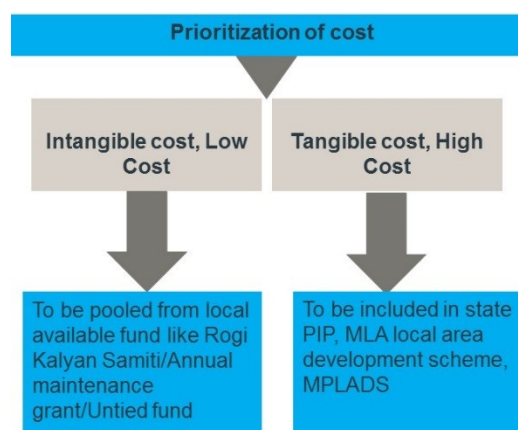 Prioritization of cost
Intangible cost, Low
Cost
Tangible cost, High
Cost
To be pooled from local
available fund like Rogi
Kalyan Samiti/Annual
maintenance
grant/Untied fund
To be included in state
PIP, MLA local area
development scheme,
MPLADS